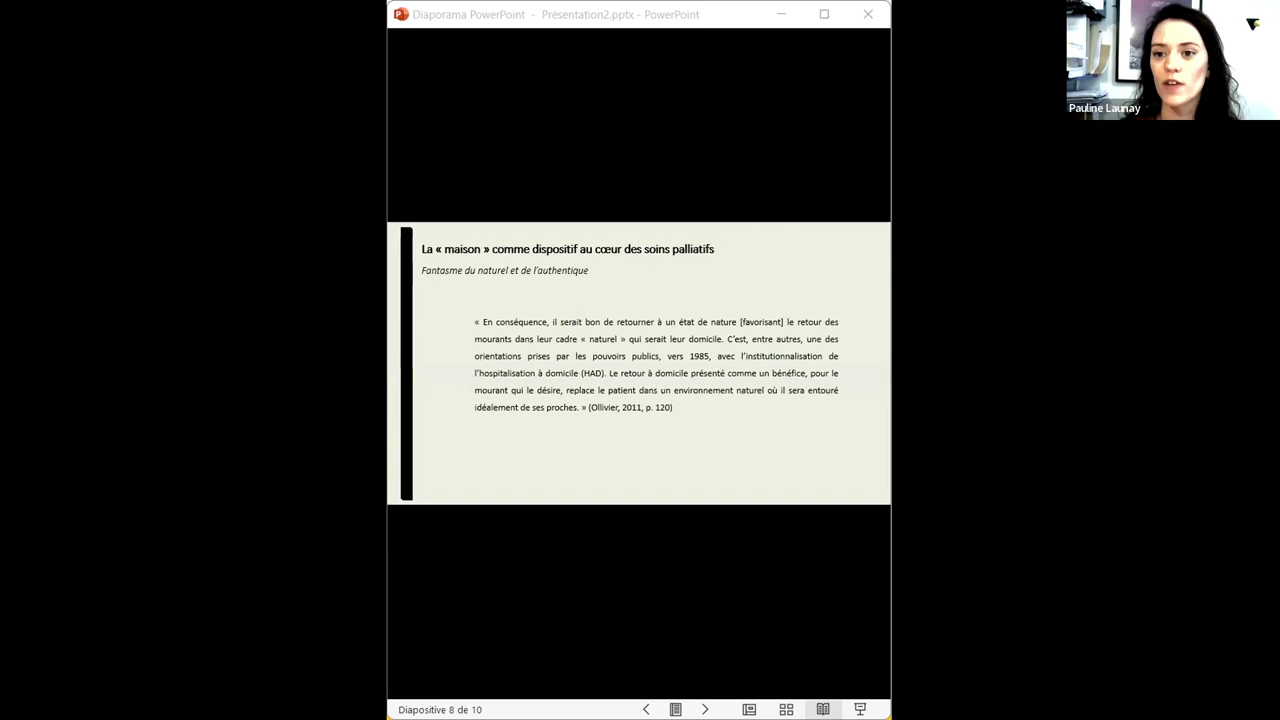 Diaporama PowerPoint - Présentation2.pptx - PowerPoint
Pauline Launay
La « maison » comme dispositif au cœur des soins palliatifs
Fantasme du naturel et de l'authentique
« En conséquence, il serait bon de retourner à un état de nature [favorisant] le retour des
mourants dans leur cadre « naturel » qui serait leur domicile. C'est, entre autres, une des
orientations prises par les pouvoirs publics, vers 1985, avec l'institutionnalisation de
l'hospitalisation à domicile (HAD). Le retour à domicile présenté comme un bénéfice, pour le
mourant qui le désire, replace le patient dans un environnement naturel où il sera entouré
idéalement de ses proches. » (Ollivier, 2011, p. 120)
Diapositive 8 de 10